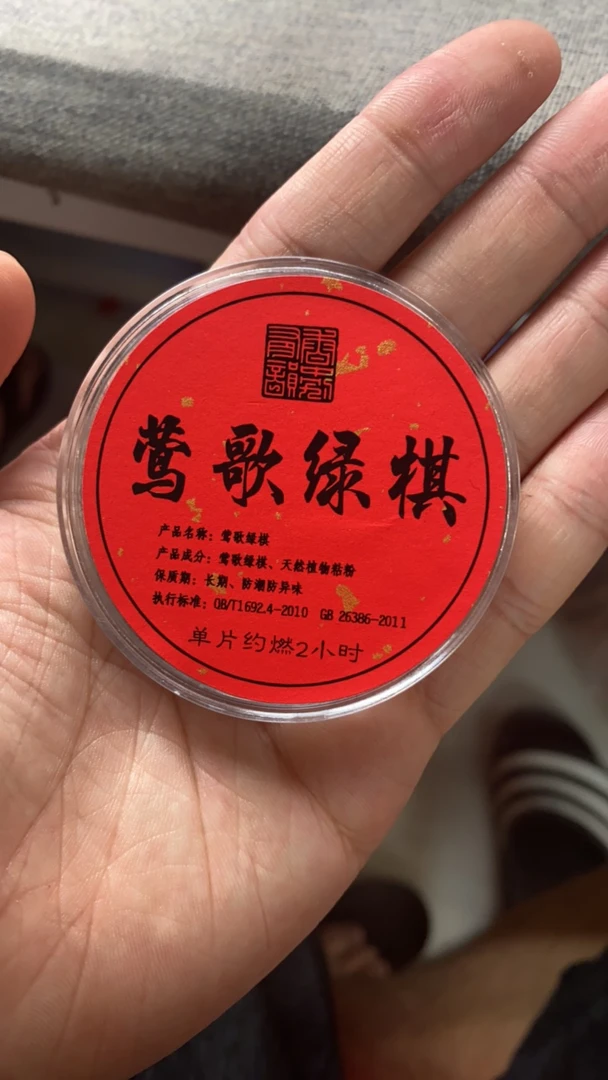 莺歌绿棋
产品名称：莺歌绿棋
产品成分：莺歌绿棋、天然植物粘粉
保质期：长期、防潮防异味
执行标准：OB/T1692.4-2010 GB 26386-2011
单片约燃2小时